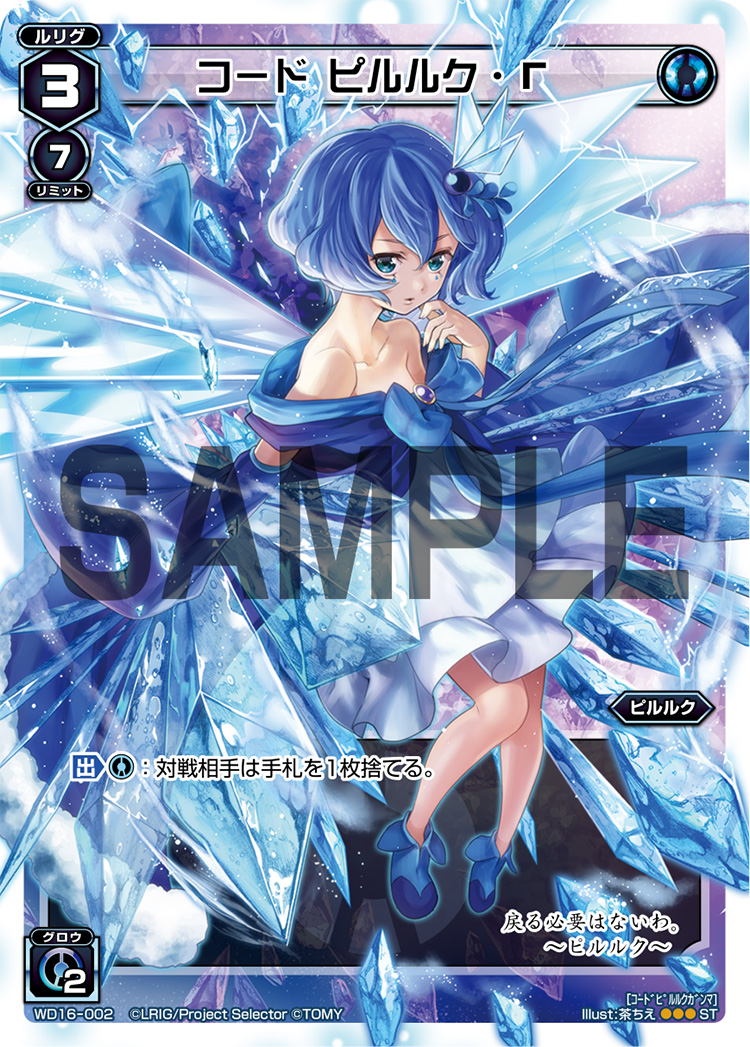 ルリグ
3
コード ピルルク・Γ
7
リミット
SAMPLE
ピルルク
出 : 対戦相手は手札を1枚捨てる。
戻る必要はないわ。
～ピルルク～
グロウ
2
[コードピルルクガンマ]
WD16-002 ©LRIG/Project Selector ©TOMY Illust:茶ちえ ST